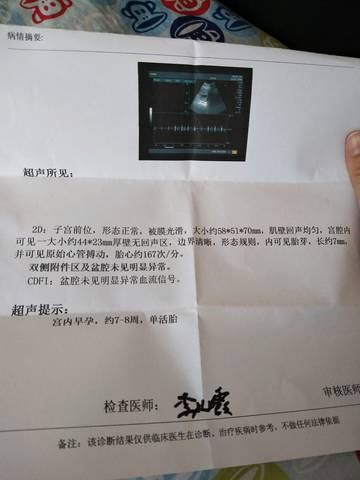 病情摘要:
超声所见:
2D: 子宫前位，形态正常，被膜光滑，大小约58*51*70mm，肌壁回声均匀，宫腔内
可见一大小约44*23mm厚壁无回声区，边界清晰，形态规则，内可见胎芽，长约7mm，
并可见原始心管搏动，胎心约167次/分。
双侧附件区及盆腔未见明显异常。
CDFI: 盆腔未见明显异常血流信号。
超声提示:
宫内早孕，约7-8周，单活胎
检查医师:
审核医师
备注: 该诊断结果仅供临床医生在诊断、治疗疾病时参考，不做任何法律依据